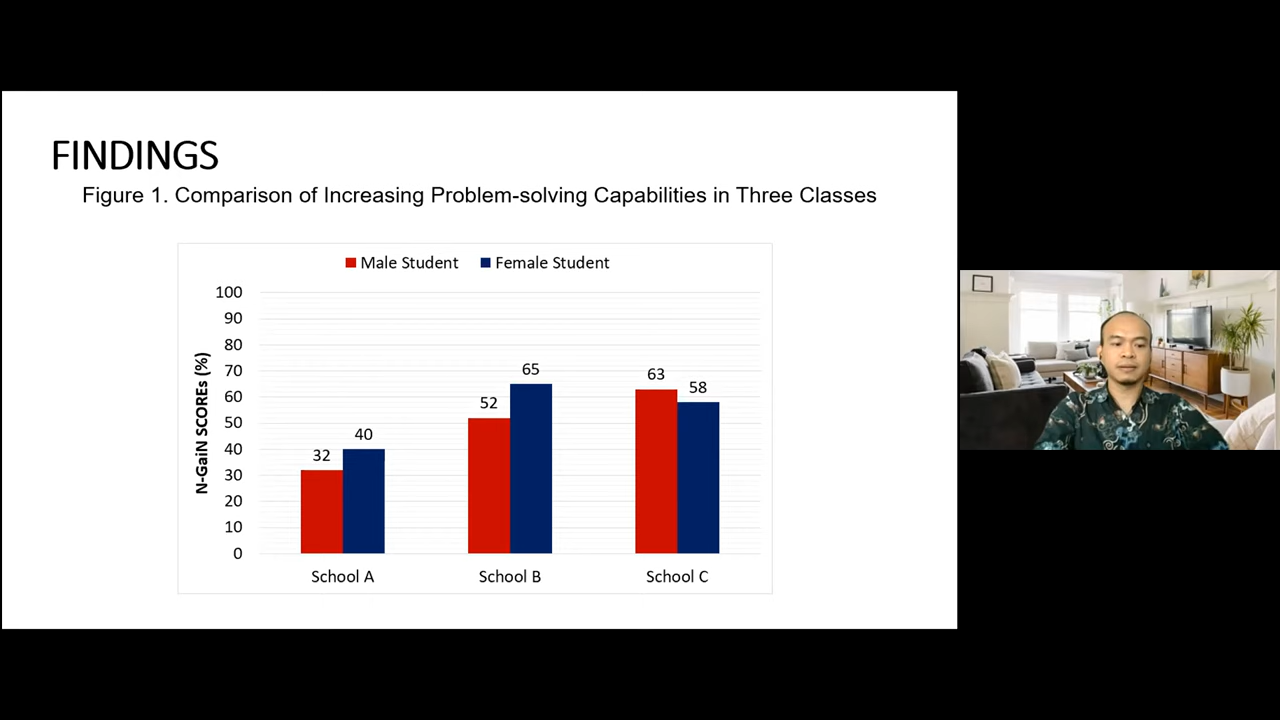 FINDINGS
Figure 1. Comparison of Increasing Problem-solving Capabilities in Three Classes
Male Student Female Student
N-GaiN SCOREs (%)
100
90
80
70
60
50
40
30
20
10
0
32 40
52 65
63 58
School A School B School C